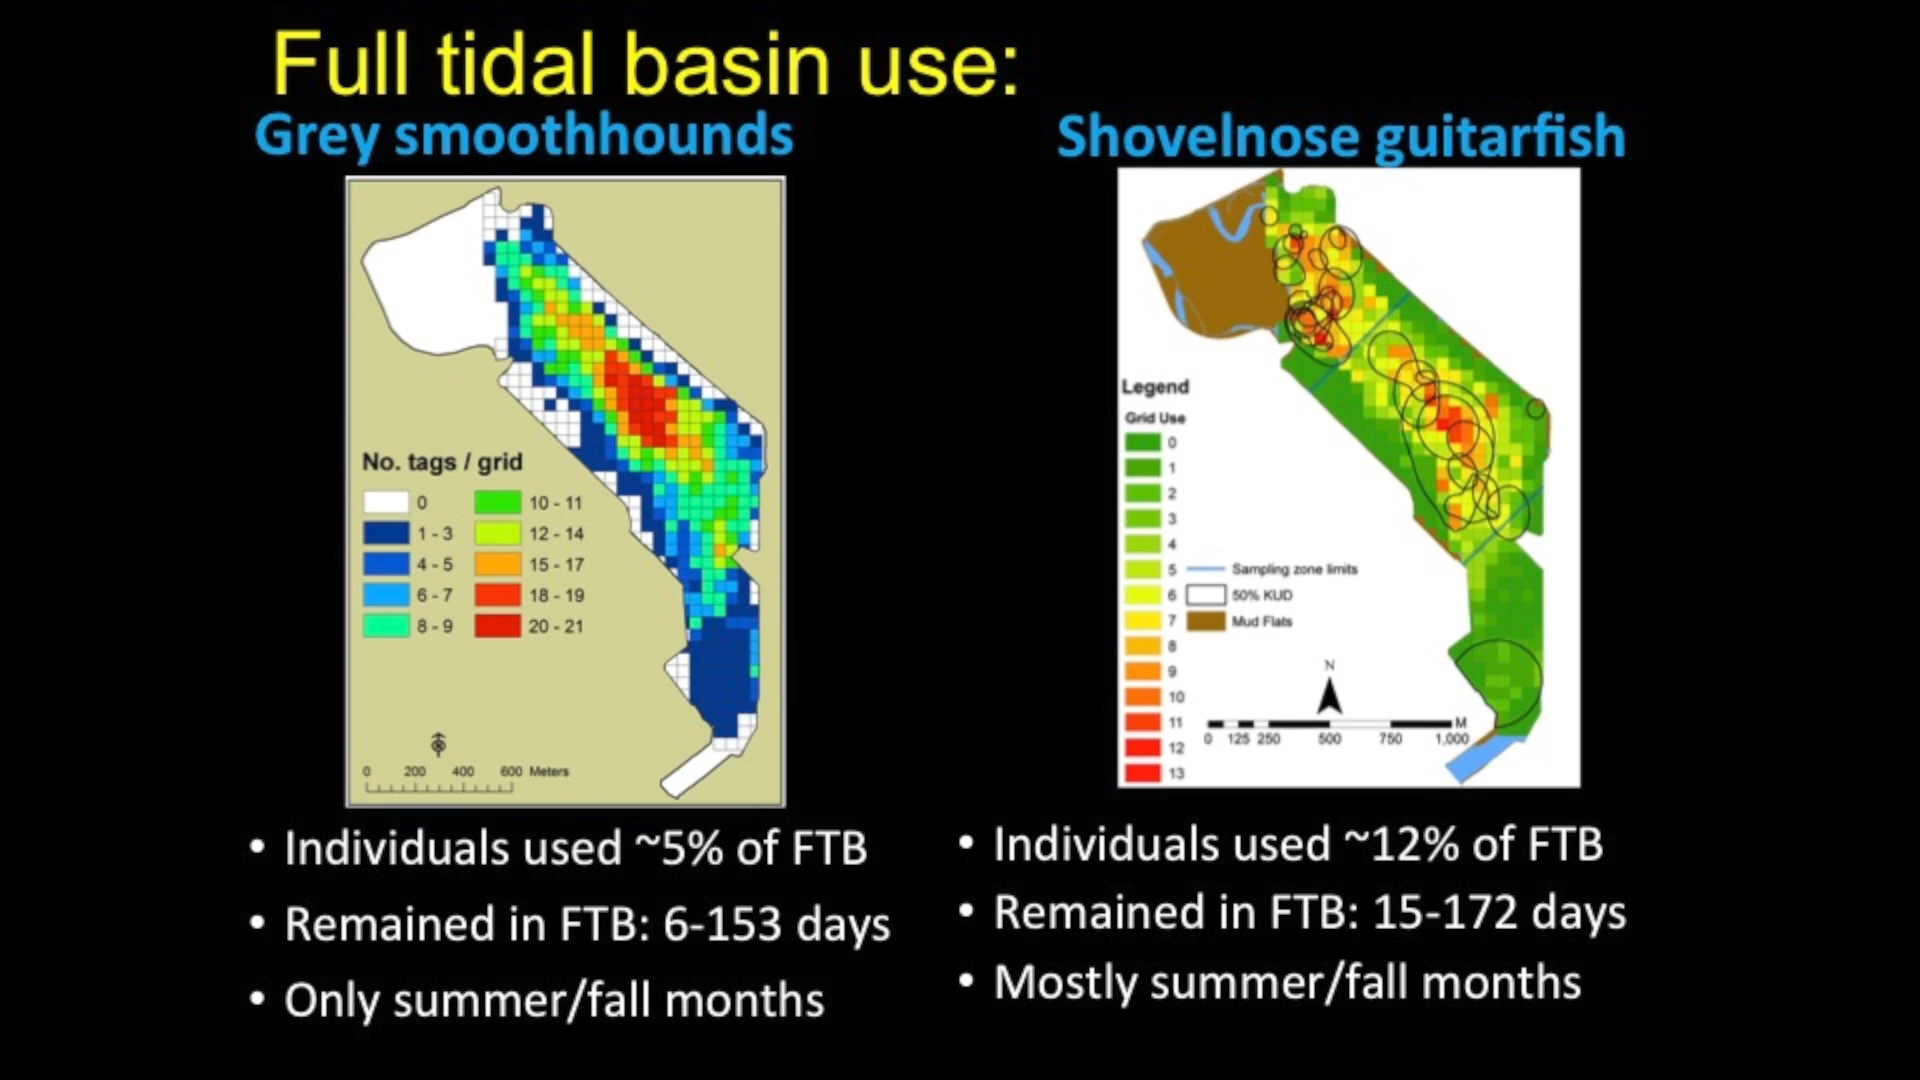 Full tidal basin use:
Grey smoothhounds
No. tags / grid
0
1 - 3
4 - 5
6 - 7
8 - 9
10 - 11
12 - 14
15 - 17
18 - 19
20 - 21
0 200 400 600 Meters
• Individuals used ~5% of FTB
• Remained in FTB: 6-153 days
• Only summer/fall months
Shovelnose guitarfish
Legend
Grid Use
0
1
2
3
4
5
6
7
8
9
10
11
12
13
Sampling zone limits
50% KUD
Mud Flats
N
M
0 125 250 500 750 1,000
• Individuals used ~12% of FTB
• Remained in FTB: 15-172 days
• Mostly summer/fall months